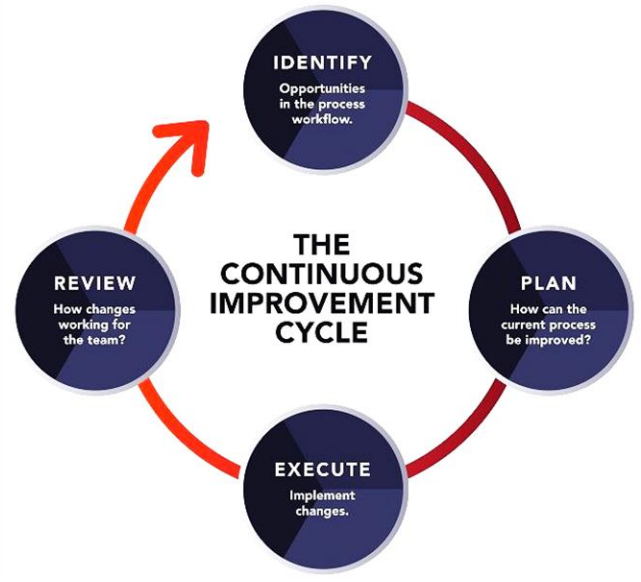 IDENTIFY
Opportunities
in the process
workflow.
REVIEW
How changes
working for
the team?
THE
CONTINUOUS
IMPROVEMENT
CYCLE
PLAN
How can the
current process
be improved?
EXECUTE
Implement
changes.